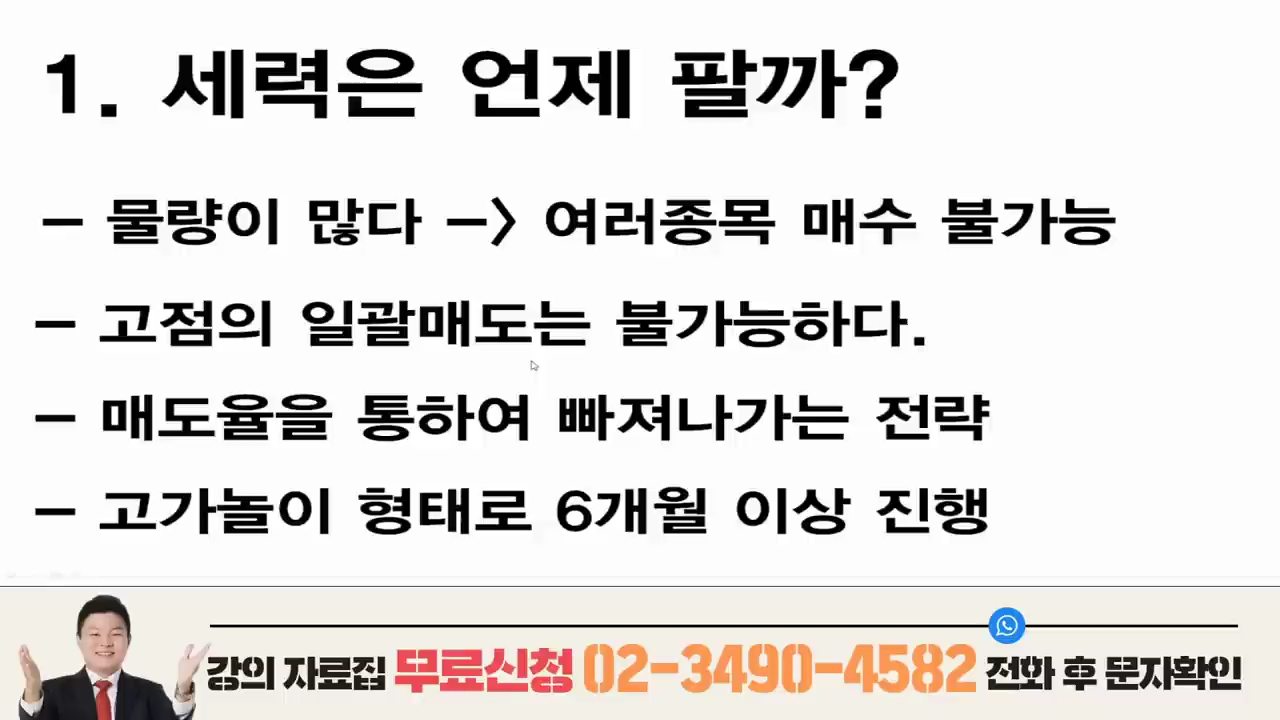 1. 세력은 언제 팔까?
- 물량이 많다 -> 여러종목 매수 불가능
- 고점의 일괄매도는 불가능하다.
- 매도율을 통하여 빠져나가는 전략
- 고가놀이 형태로 6개월 이상 진행
강의 자료집 무료신청 02-3490-4582 전화 후 문자확인